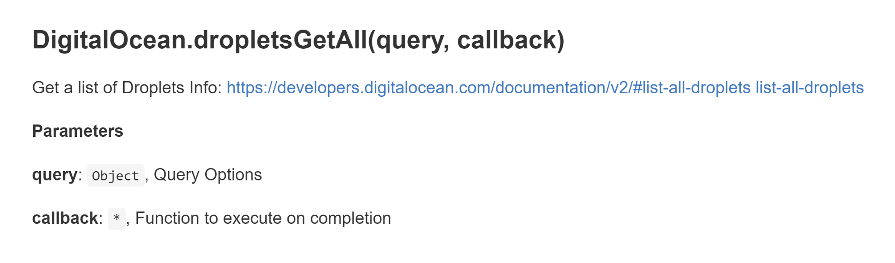 DigitalOcean.dropletsGetAll(query, callback)
Get a list of Droplets Info: https://developers.digitalocean.com/documentation/v2/#list-all-droplets list-all-droplets
Parameters
query: Object , Query Options
callback: * , Function to execute on completion